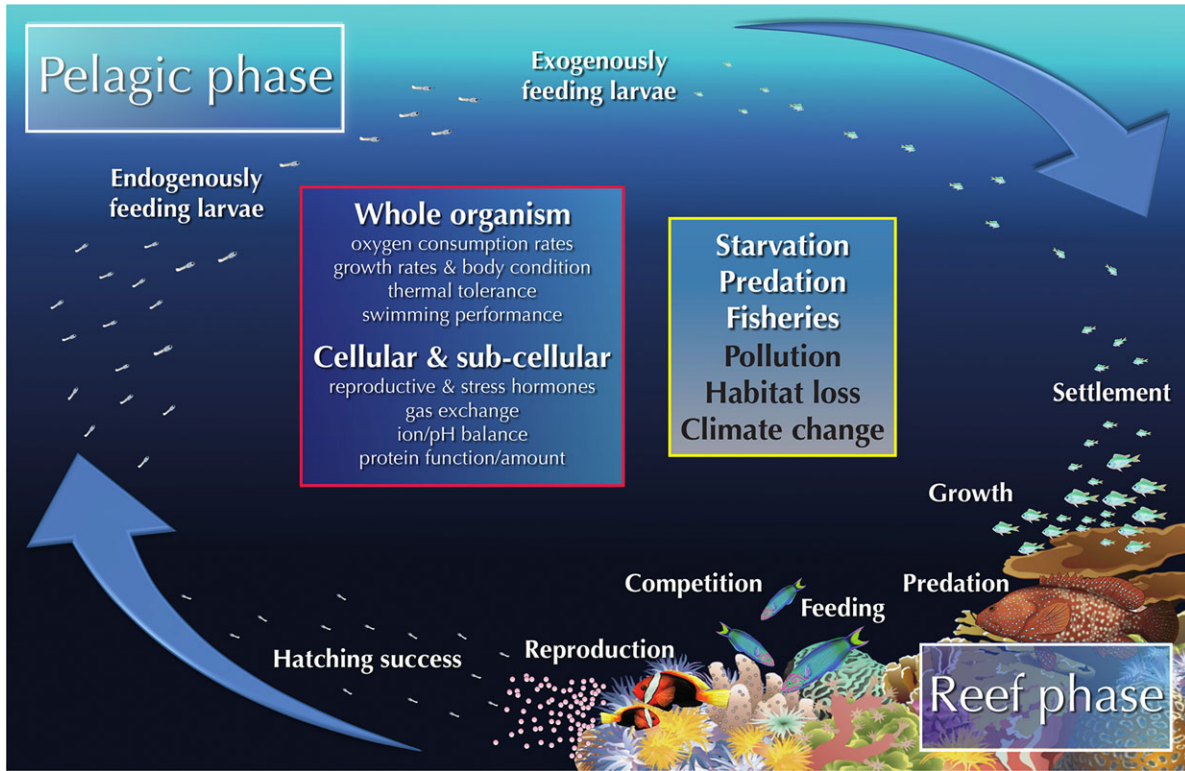 Pelagic phase
Exogenously
feeding larvae
Endogenously
feeding larvae
Whole organism
oxygen consumption rates
growth rates & body condition
thermal tolerance
swimming performance
Cellular & sub-cellular
reproductive & stress hormones
gas exchange
ion/pH balance
protein function/amount
Starvation
Predation
Fisheries
Pollution
Habitat loss
Climate change
Settlement
Growth
Predation
Competition
Feeding
Reproduction
Hatching success
Reef phase